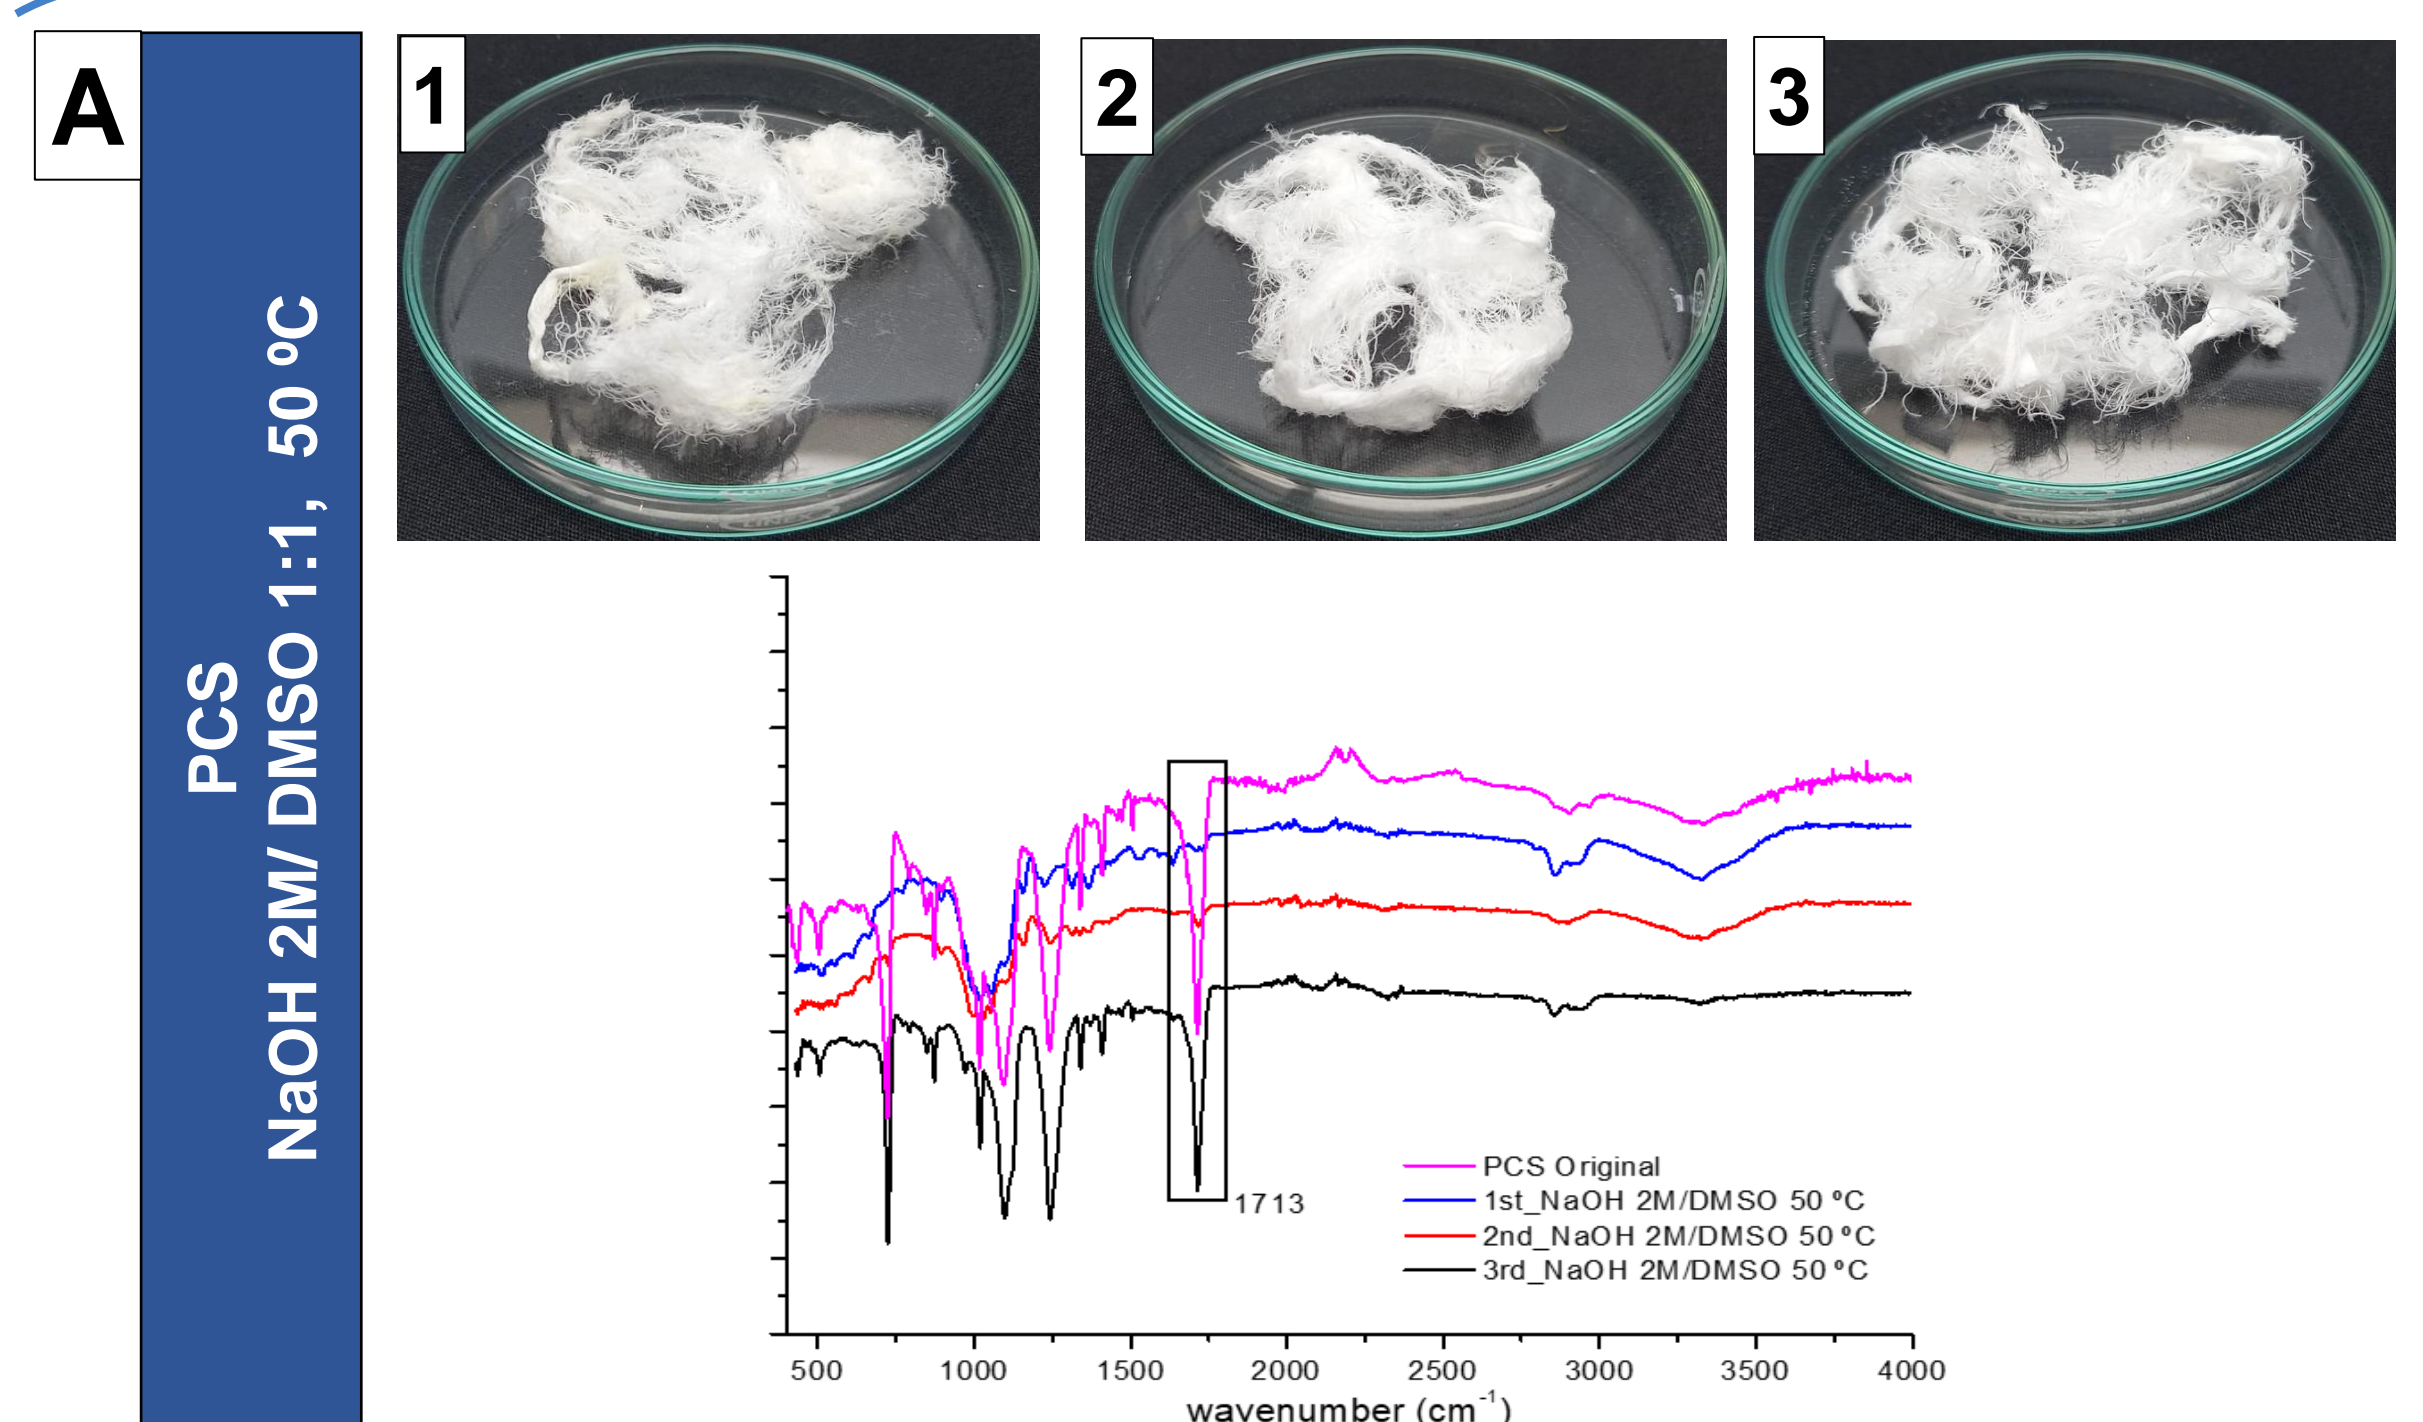 A
PCS
NaOH 2M/ DMSO 1:1, 50 ºC
1
2
3
1713
PCS Original
1st_NaOH 2M/DMSO 50 ºC
2nd_NaOH 2M/DMSO 50 ºC
3rd_NaOH 2M/DMSO 50 ºC
500 1000 1500 2000 2500 3000 3500 4000
wavenumber (cm⁻¹)